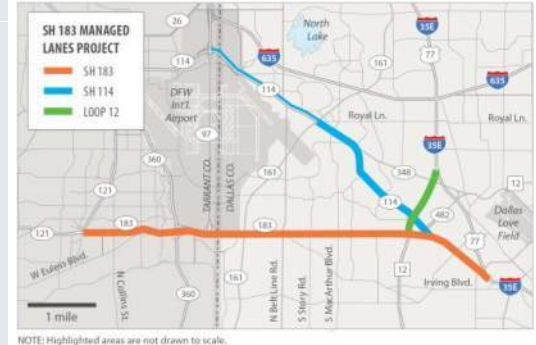 SH 183 MANAGED
LANES PROJECT
SH 183
SH 114
LOOP 12
26
114
North
Lake
635
161
35E
77
635
114
DFW
Int'l.
Airport
Royal Ln.
Royal Ln.
97
35E
360
TARRANT CO.
DALLAS CO.
161
348
12
121
114
482
Dallas
Love
Field
121
183
183
77
W Euless Blvd.
N Collins St.
161
N Belt Line Rd.
S Story Rd.
S MacArthur Blvd.
12
Irving Blvd.
35E
360
1 mile
NOTE: Highlighted areas are not drawn to scale.